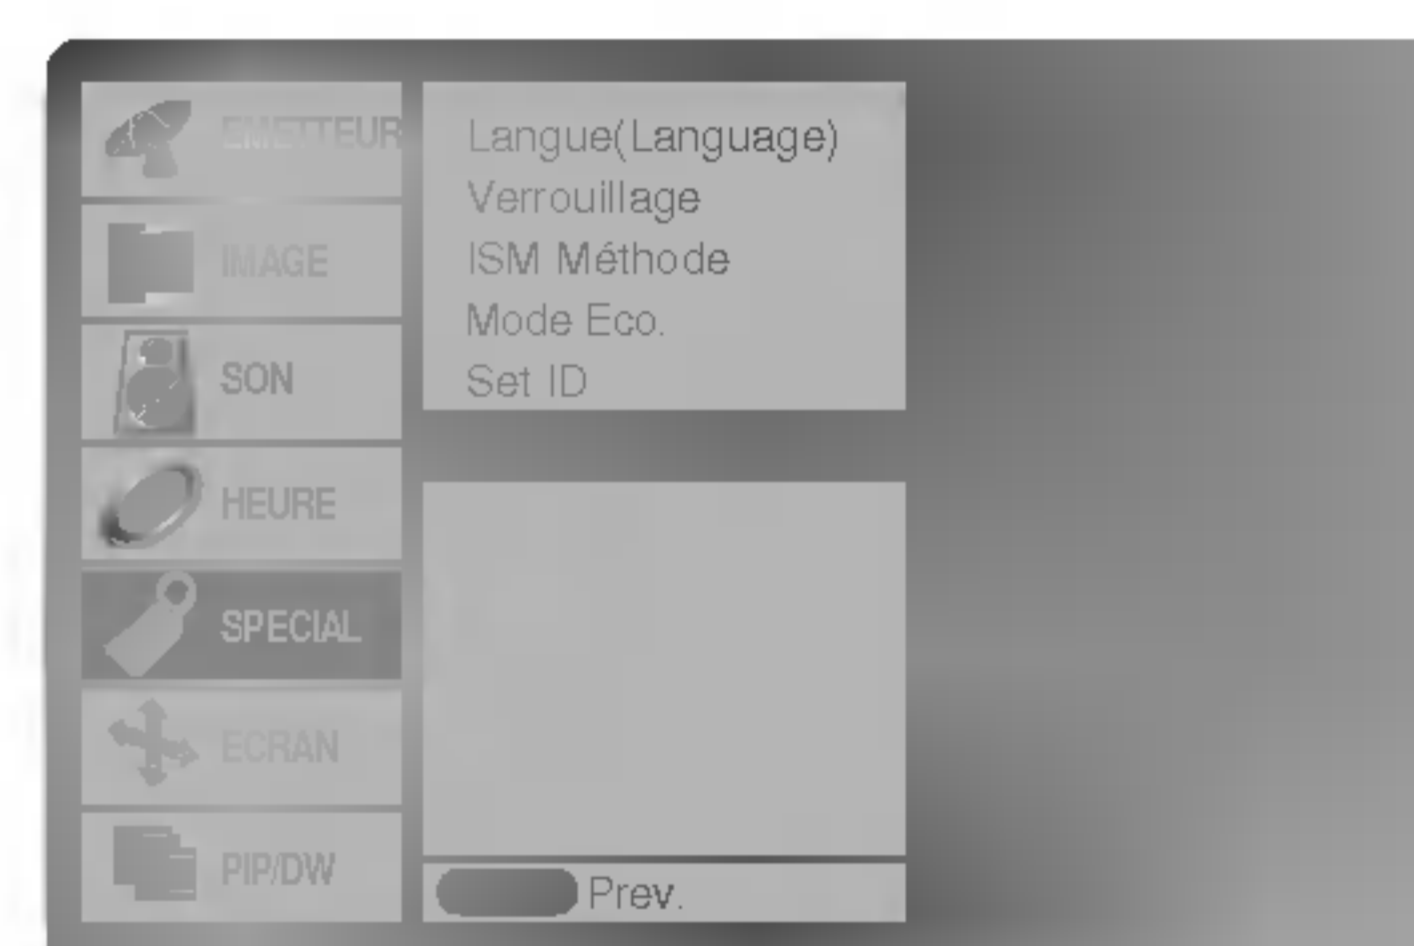 EMETTEUR
IMAGE
SON
HEURE
SPECIAL
ECRAN
PIP/DW
Langue(Language)
Verrouillage
ISM Méthode
Mode Eco.
Set ID
Prev.